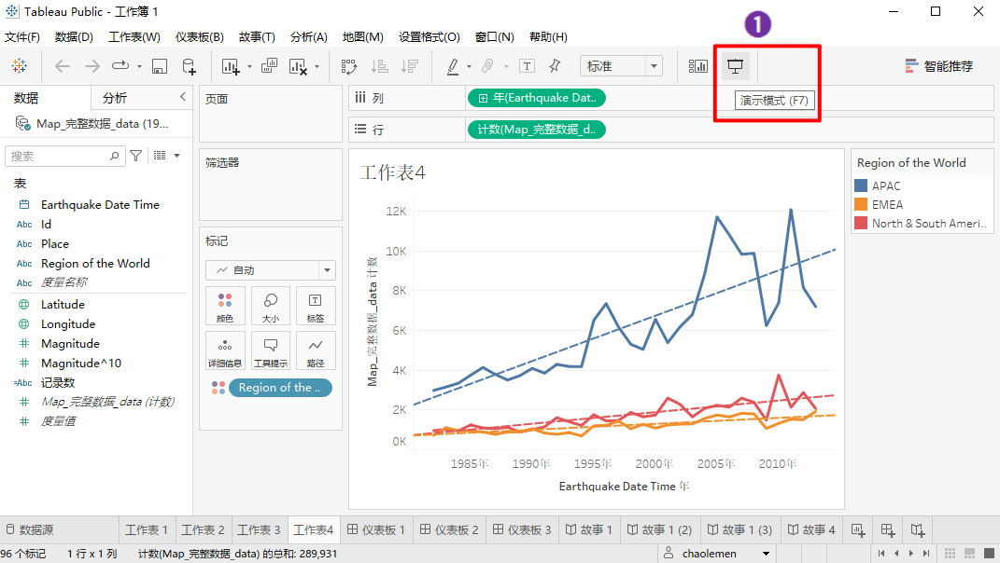 Tableau Public - 工作簿 1
1
文件(F) 数据(D) 工作表(W) 仪表板(B) 故事(T) 分析(A) 地图(M) 设置格式(O) 窗口(N) 帮助(H)
标准
智能推荐
演示模式 (F7)
数据 分析
Map_完整数据_data (19...
搜索
表
Earthquake Date Time
Abc Id
Abc Place
Abc Region of the World
Abc 度量名称
Latitude
Longitude
Magnitude
Magnitude^10
=Abc 记录数
Map_完整数据_data (计数)
度量值
页面
筛选器
标记
自动
颜色 大小 标签
详细信息 工具提示 路径
Region of the ..
列 年(Earthquake Dat..
行 计数(Map_完整数据_d..
工作表4
Map_完整数据_data 计数
12K
10K
8K
6K
4K
2K
0K
1985年 1990年 1995年 2000年 2005年 2010年
Earthquake Date Time 年
Region of the World
APAC
EMEA
North & South Ameri..
数据源 工作表 1 工作表 2 工作表 3 工作表4 仪表板 1 仪表板 2 仪表板 3 故事 1 故事 1 (2) 故事 1 (3) 故事 4
96 个标记 1 行 x 1 列 计数(Map_完整数据_data) 的总和: 289,931 chaolemen